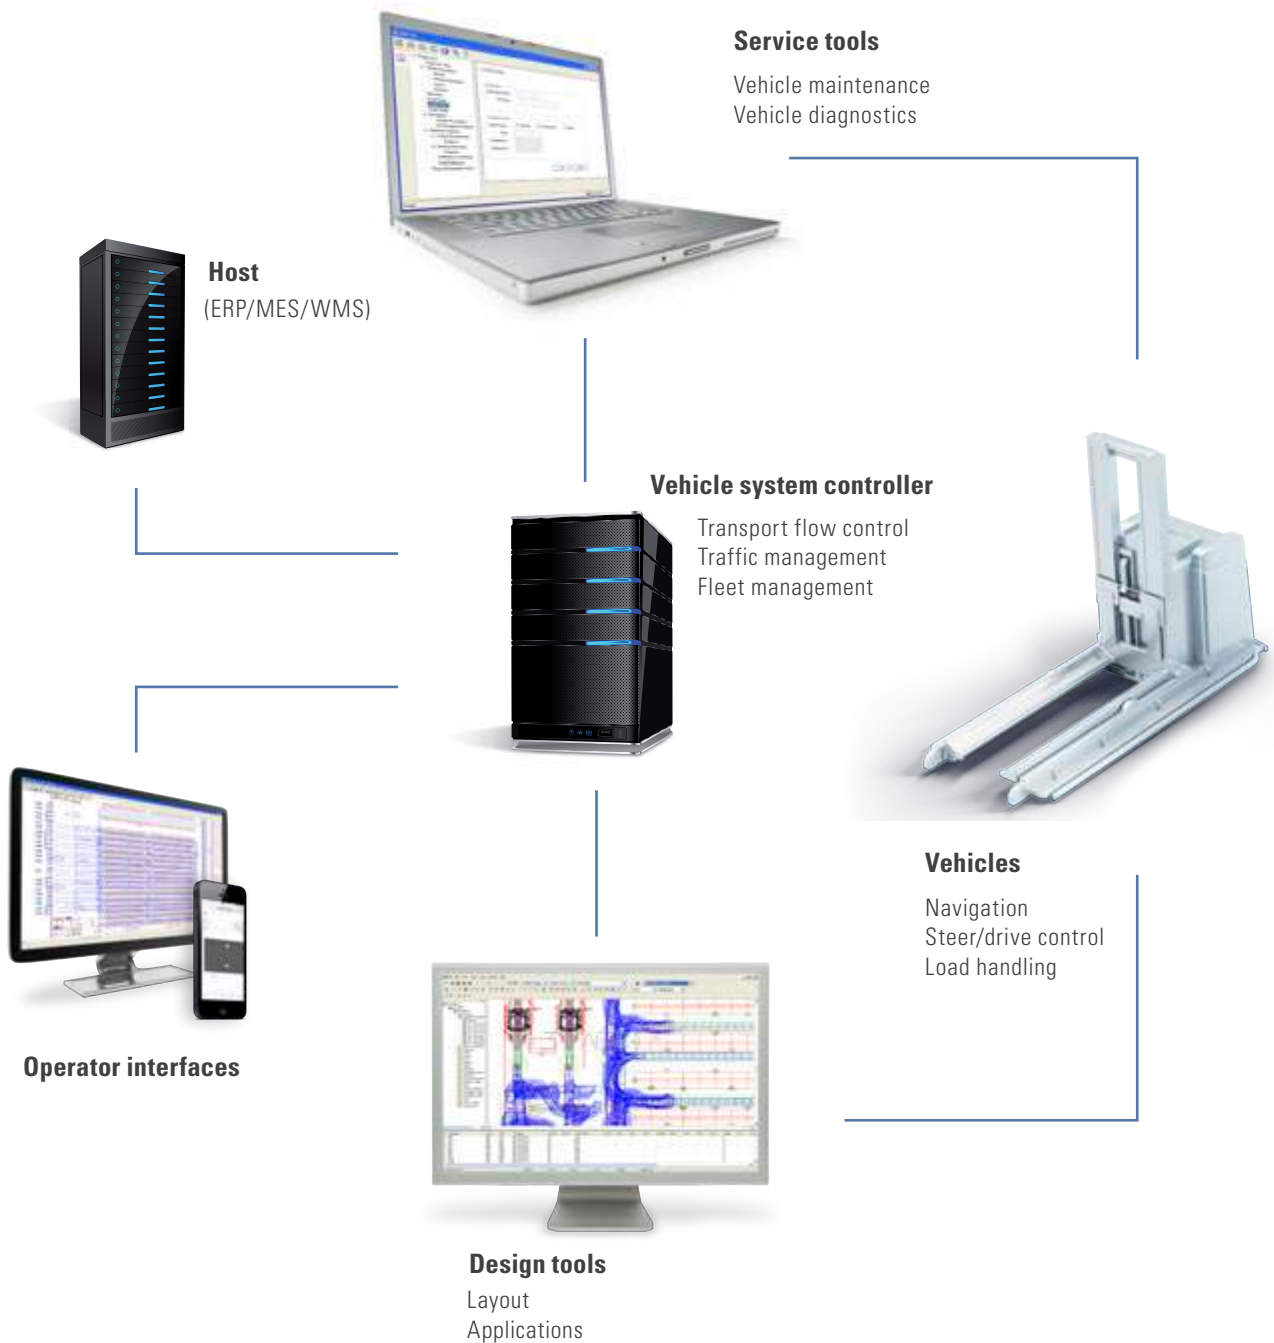 Service tools
Vehicle maintenance
Vehicle diagnostics
Host
(ERP/MES/WMS)
Vehicle system controller
Transport flow control
Traffic management
Fleet management
Vehicles
Navigation
Steer/drive control
Load handling
Operator interfaces
Design tools
Layout
Applications